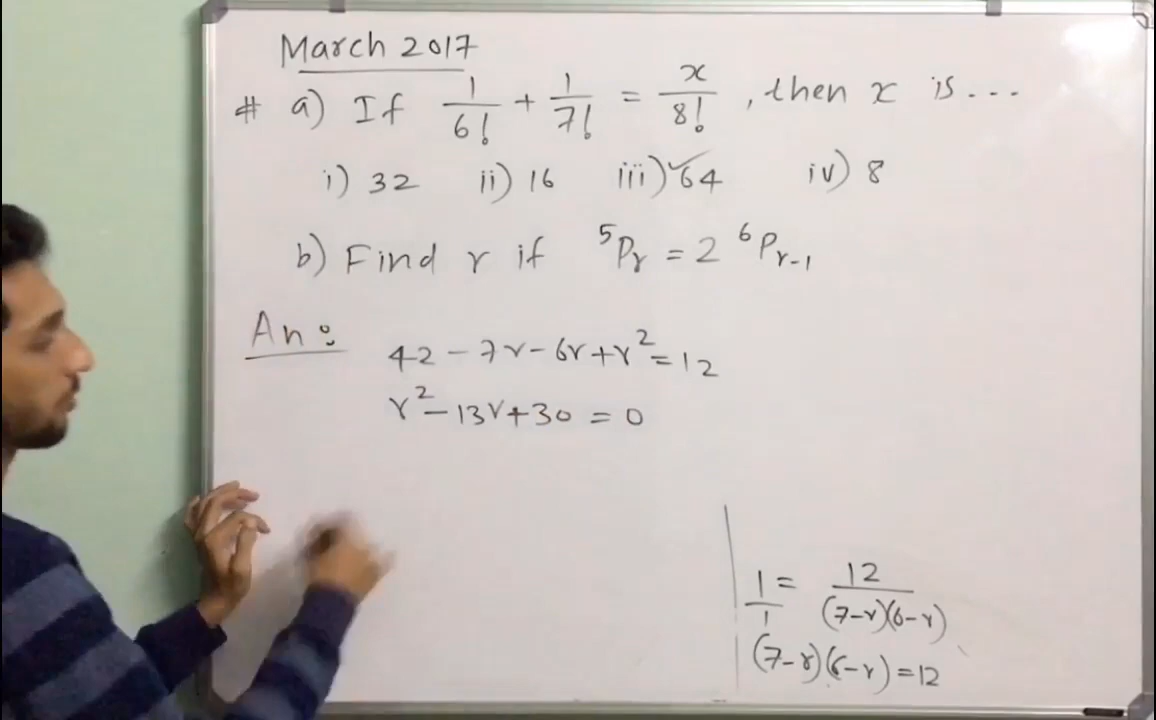 March 2017
# a) If 1/6! + 1/7! = x/8!, then x is...
i) 32 ii) 16 iii) ✓64 iv) 8
b) Find r if ⁵Pᵣ = 2 ⁶Pᵣ₋₁
An:
42 - 7r - 6r + r² = 12
r² - 13r + 30 = 0
1/1 = 12/(7-r)(6-r)
(7-r)(6-r) = 12